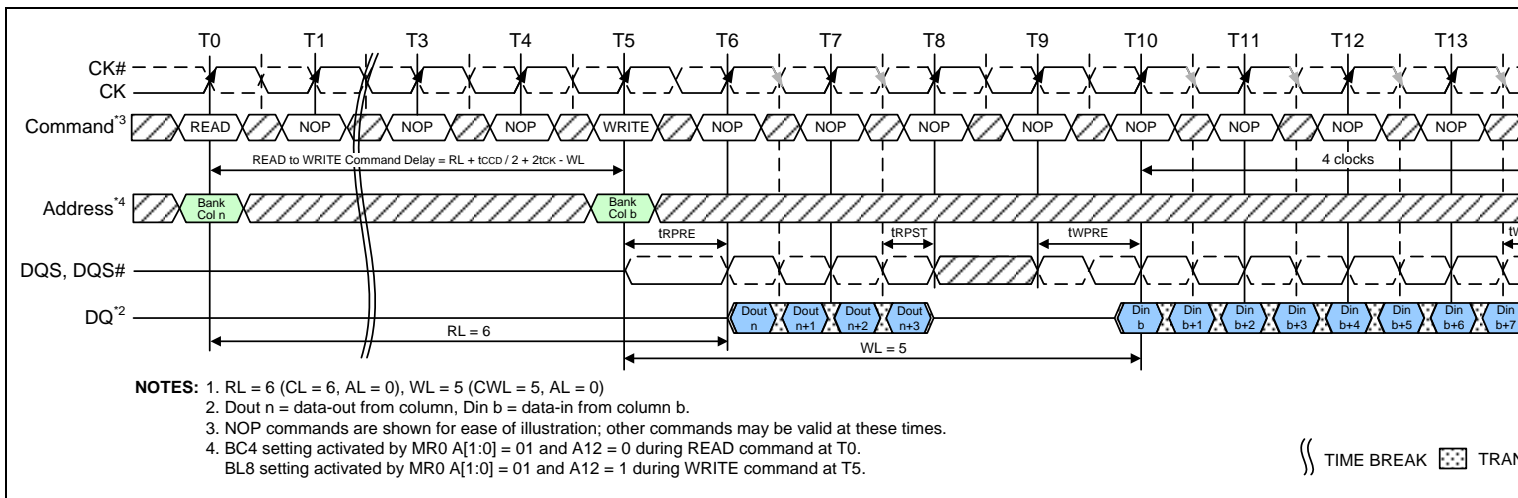 T0 T1 T3 T4 T5 T6 T7 T8 T9 T10 T11 T12 T13
CK#
CK
Command*3 READ NOP NOP NOP WRITE NOP NOP NOP NOP NOP NOP NOP NOP
READ to WRITE Command Delay = RL + tCCD / 2 + 2tCK - WL
4 clocks
Address*4 Bank Col n Bank Col b
tRPRE tRPST tWPRE
DQS, DQS#
DQ*2 Dout n Dout n+1 Dout n+2 Dout n+3 Din b Din b+1 Din b+2 Din b+3 Din b+4 Din b+5 Din b+6 Din b+7
RL = 6
WL = 5
NOTES: 1. RL = 6 (CL = 6, AL = 0), WL = 5 (CWL = 5, AL = 0)
2. Dout n = data-out from column, Din b = data-in from column b.
3. NOP commands are shown for ease of illustration; other commands may be valid at these times.
4. BC4 setting activated by MR0 A[1:0] = 01 and A12 = 0 during READ command at T0.
BL8 setting activated by MR0 A[1:0] = 01 and A12 = 1 during WRITE command at T5.
TIME BREAK